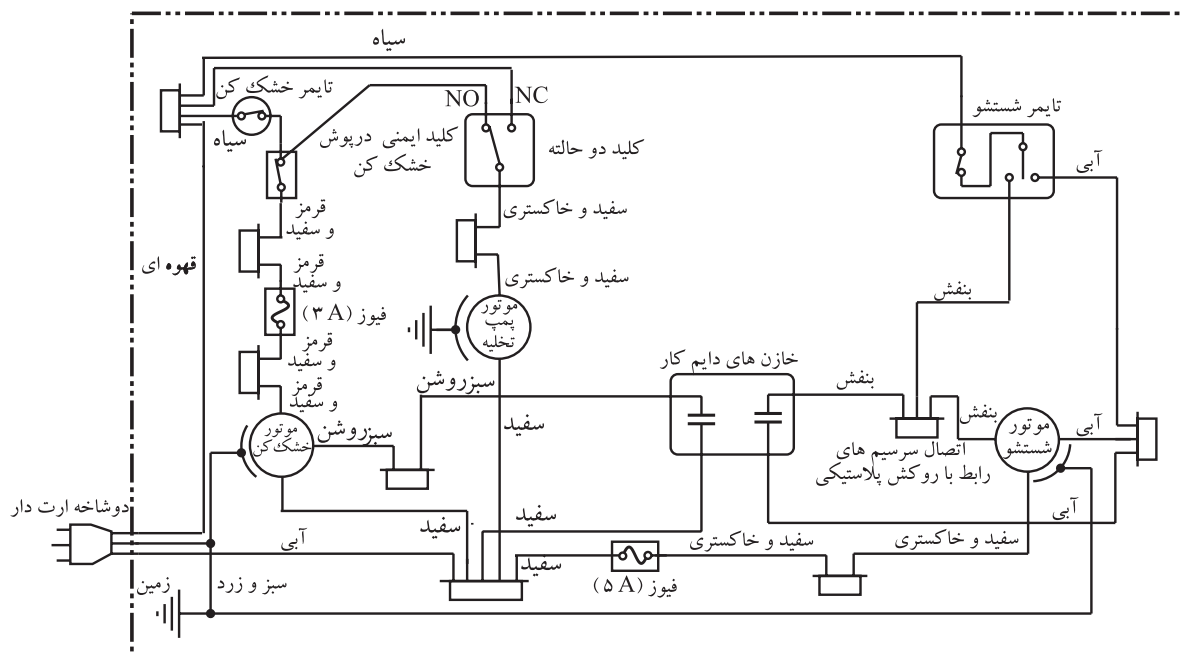 سیاه
تایمر خشک کن
NO
NC
تایمر شستشو
سیاه
کلید ایمنی درپوش
خشک کن
کلید دو حالته
آبی
قرمز
و سفید
سفید و خاکستری
قهوه ای
قرمز
و سفید
سفید و خاکستری
بنفش
فیوز (۳ A)
موتور
پمپ
تخلیه
قرمز
و سفید
خازن های دایم کار
قرمز
و سفید
سبزروشن
بنفش
موتور
خشک کن
سبزروشن
سفید
بنفش
موتور
شستشو
آبی
اتصال سرسیم های
رابط با روکش پلاستیکی
دوشاخه ارت دار
سفید
سفید
آبی
آبی
سفید و خاکستری
سفید و خاکستری
سفید
فیوز (۵ A)
زمین
سبز و زرد